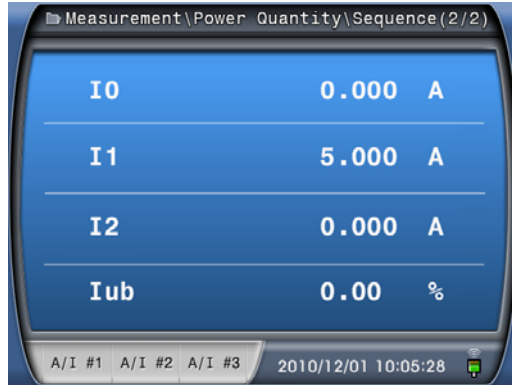 Measurement\Power Quantity\Sequence(2/2)
I0 0.000 A
I1 5.000 A
I2 0.000 A
Iub 0.00 %
A/I #1 A/I #2 A/I #3 2010/12/01 10:05:28